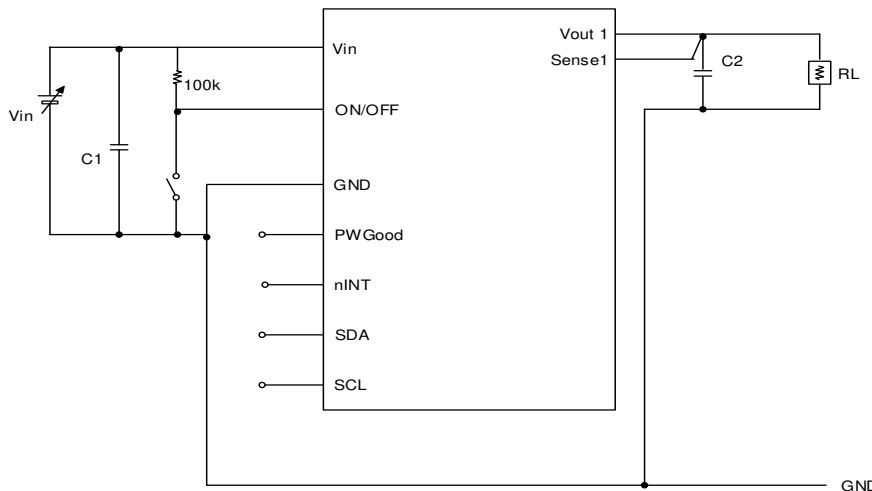 Vout 1
Vin
Sense1
C2
100k
RL
Vin
ON/OFF
C1
GND
PWGood
nINT
SDA
SCL
GND